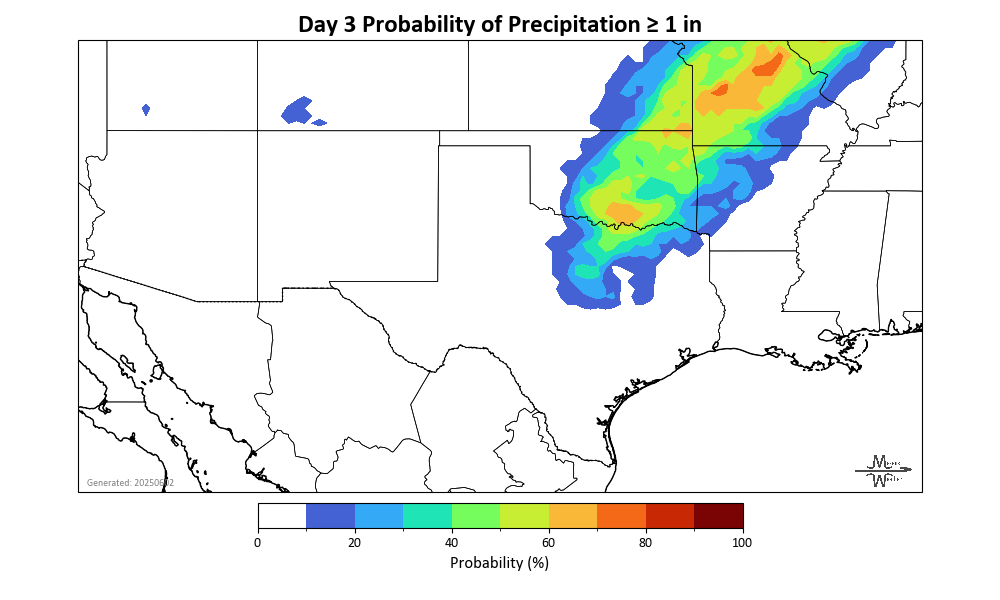 Day 3 Probability of Precipitation ≥ 1 in
Generated: 20250602
0 20 40 60 80 100
Probability (%)